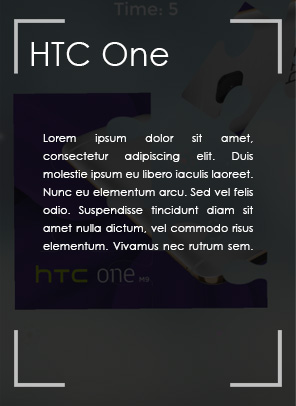 Time: 5
HTC One
Lorem ipsum dolor sit amet,
consectetur adipiscing elit. Duis
molestie ipsum eu libero iaculis laoreet.
Nunc eu elementum arcu. Sed vel felis
odio. Suspendisse tincidunt diam sit
amet nulla dictum, vel commodo risus
elementum. Vivamus nec rutrum sem.
hTC one M9